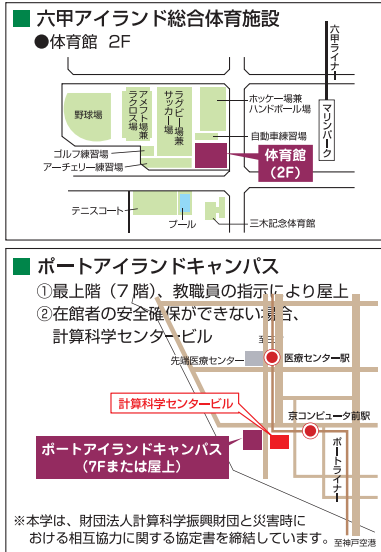 ■ 六甲アイランド総合体育施設
●体育館 2F
六甲ライナー
マリンパーク
野球場
アメフト場兼
ラクロス場
ラグビー場兼
サッカー場
ホッケー場兼
ハンドボール場
自動車練習場
ゴルフ練習場
アーチェリー練習場
体育館
(2F)
テニスコート
プール
三木記念体育館
■ ポートアイランドキャンパス
①最上階(7階)、教職員の指示により屋上
②在館者の安全確保ができない場合、
計算科学センター・ビル
先端医療センター
医療センター駅
計算科学センタービル
京コンピュータ前駅
ポートアイランドキャンパス
(7Fまたは屋上)
ポートライナー
※本学は、財団法人計算科学振興財団と災害時に
おける相互協力に関する協定書を締結しています。
至神戸空港